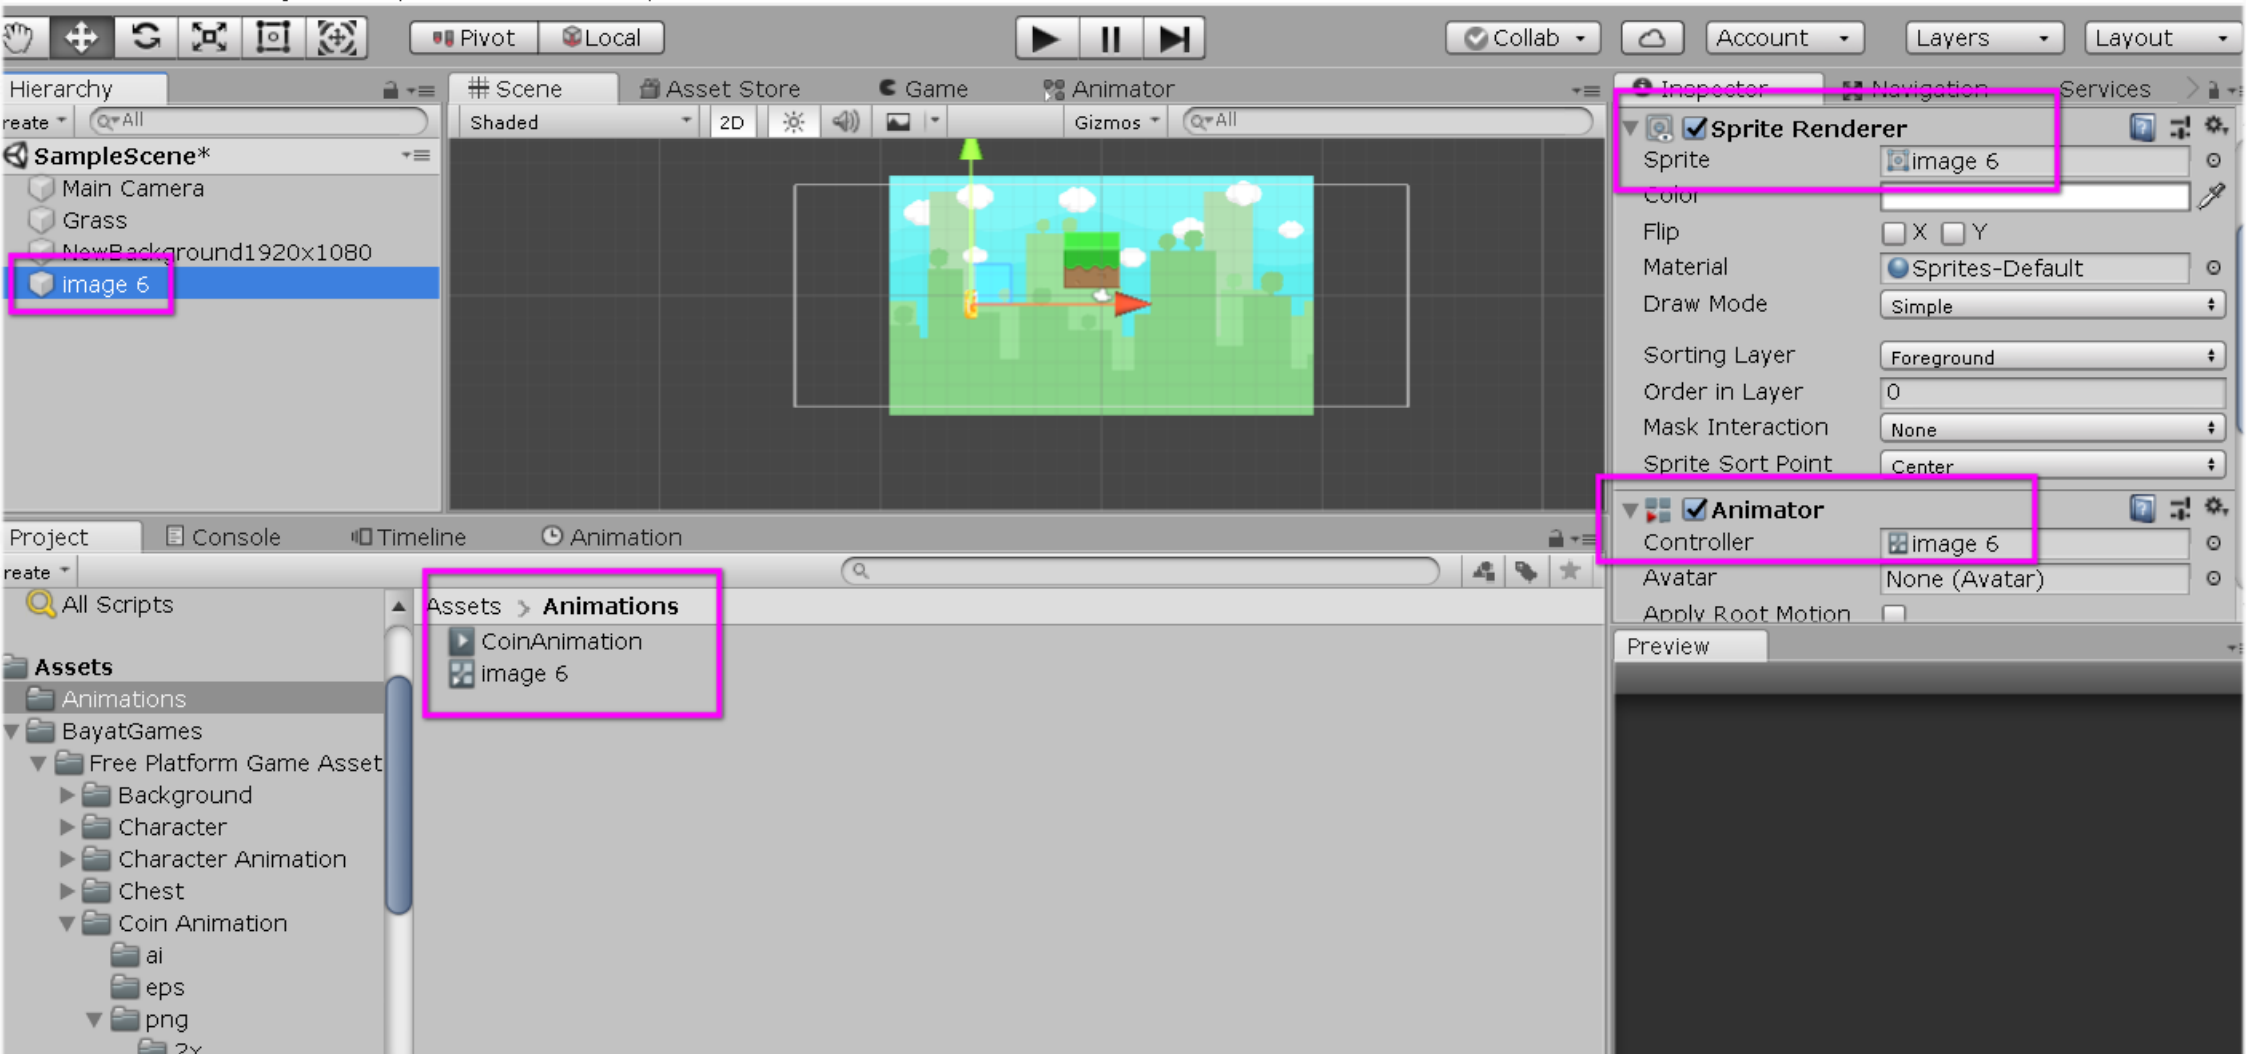 Pivot Local Collab Account Layers Layout
Hierarchy
reate All
SampleScene*
Main Camera
Grass
NewBackground1920x1080
image 6
Scene Asset Store Game Animator
Shaded 2D Gizmos All
Inspector Navigation Services
Sprite Renderer
Sprite image 6
Color
Flip X Y
Material Sprites-Default
Draw Mode Simple
Sorting Layer Foreground
Order in Layer 0
Mask Interaction None
Sprite Sort Point Center
Animator
Controller image 6
Avatar None (Avatar)
Apply Root Motion
Preview
Project Console Timeline Animation
reate
All Scripts
Assets
Animations
BayatGames
Free Platform Game Asset
Background
Character
Character Animation
Chest
Coin Animation
ai
eps
png
2x
Assets > Animations
CoinAnimation
image 6